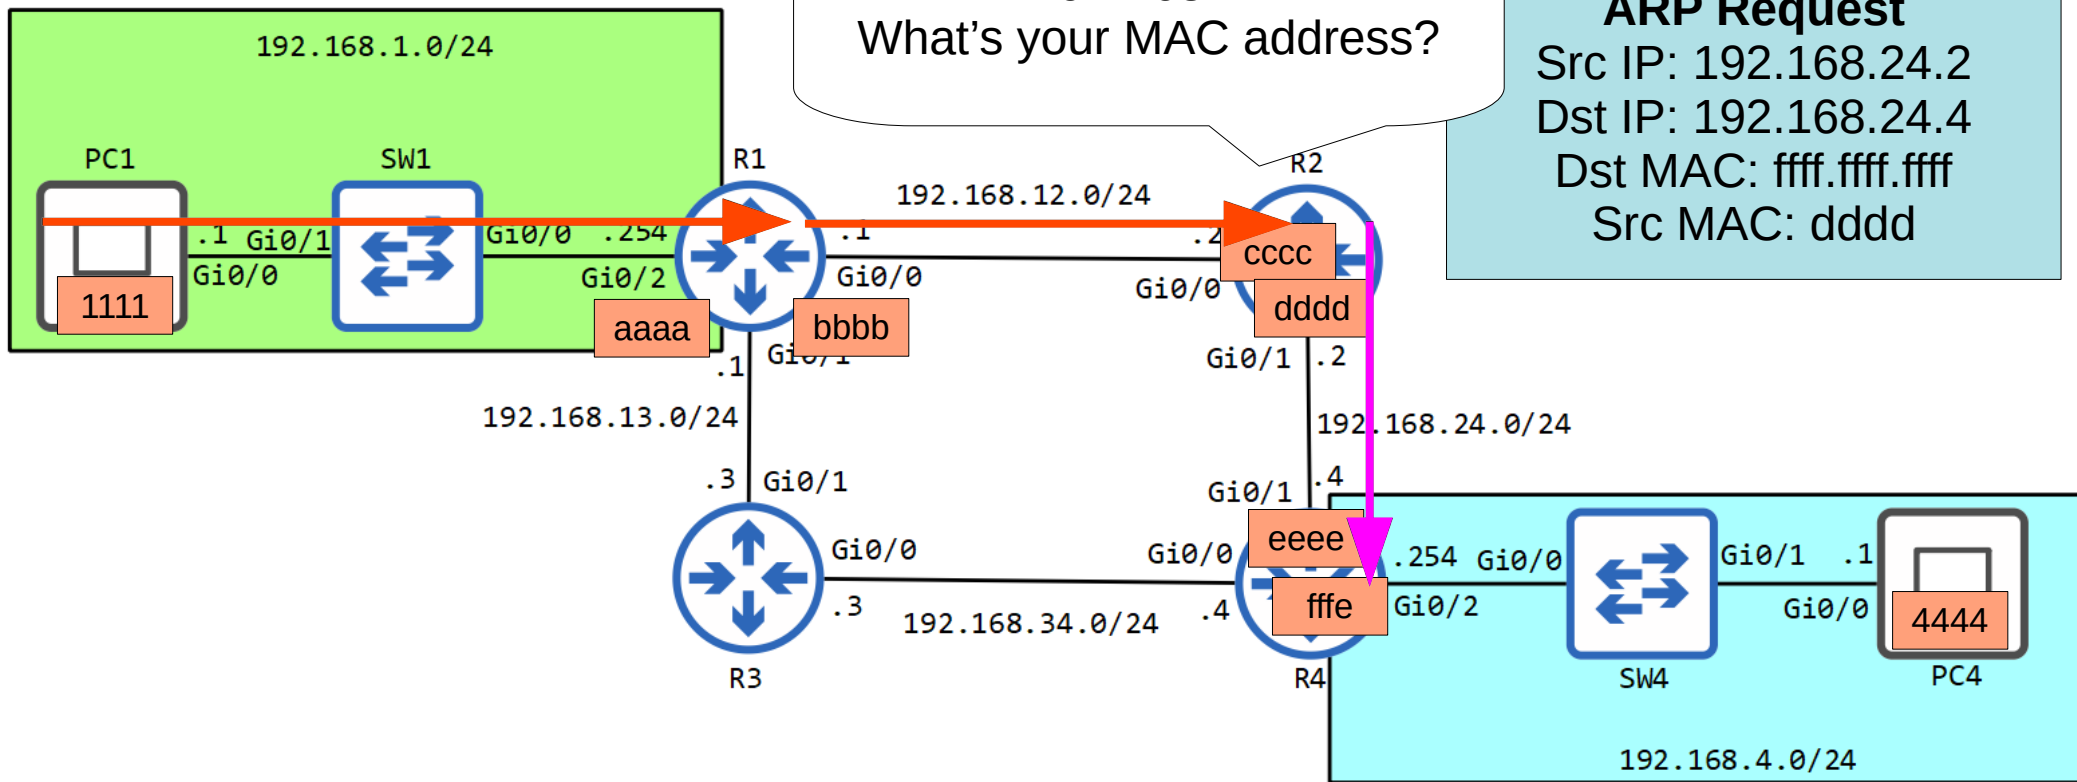 What’s your MAC address?
ARP Request
Src IP: 192.168.24.2
Dst IP: 192.168.24.4
Dst MAC: ffff.ffff.ffff
Src MAC: dddd
192.168.1.0/24
PC1
SW1
R1
R2
192.168.12.0/24
.1
Gi0/1
Gi0/0
.254
.1
.2
Gi0/0
Gi0/2
Gi0/0
Gi0/0
cccc
1111
aaaa
bbbb
dddd
.1
Gi0/1
Gi0/1
.2
192.168.13.0/24
192.168.24.0/24
.3
Gi0/1
Gi0/1
.4
eeee
Gi0/0
Gi0/0
.254
Gi0/0
Gi0/1
.1
.3
.4
fffe
Gi0/2
Gi0/0
4444
192.168.34.0/24
R3
R4
SW4
PC4
192.168.4.0/24